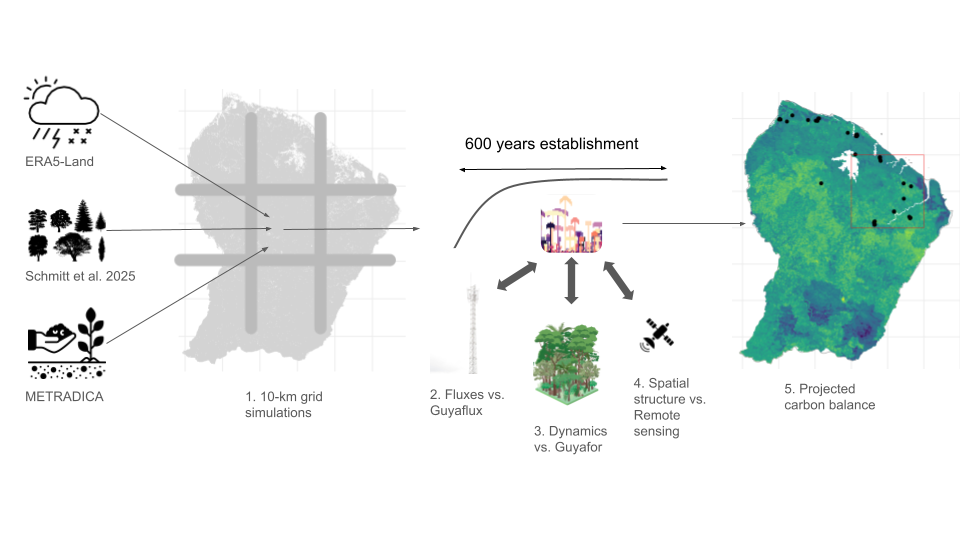 ERA5-Land
Schmitt et al. 2025
METRADICA
1. 10-km grid
simulations
600 years establishment
2. Fluxes vs.
Guyaflux
3. Dynamics
vs. Guyafor
4. Spatial
structure vs.
Remote
sensing
5. Projected
carbon balance